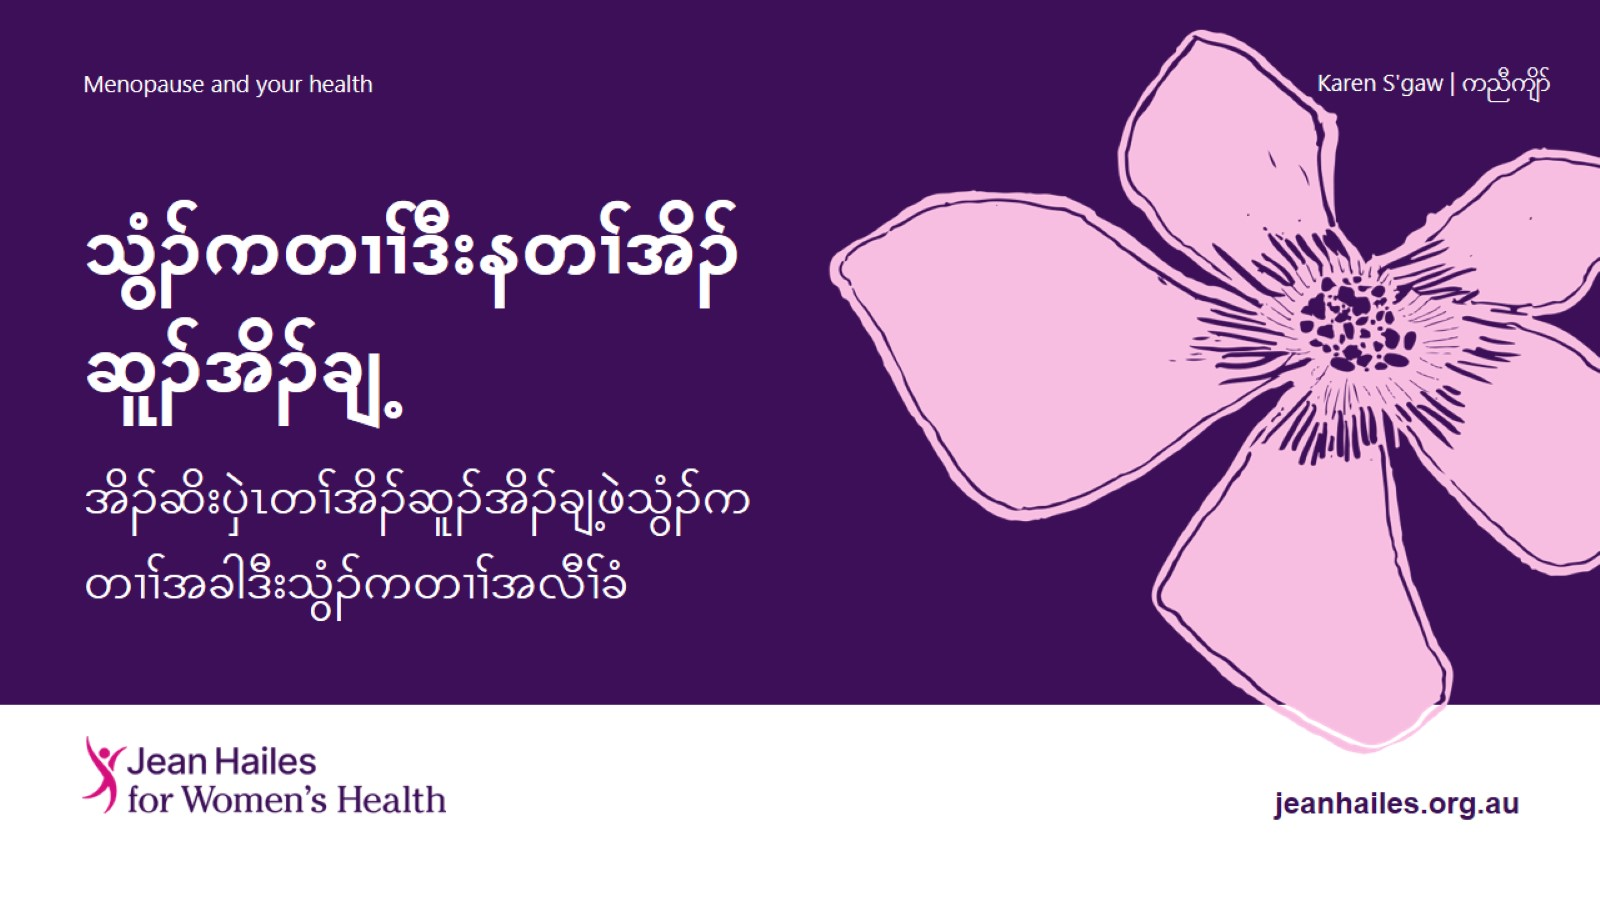 Menopause and your health
Karen S'gaw | ကညီကျိာ်
သွံၣ်ကတၢၢ်ဒီးနတၢ်အိၣ်
ဆူၣ်အိၣ်ချ့
အိၣ်ဆိးပှဲၤတၢ်အိၣ်ဆူၣ်အိၣ်ချ့ဖဲသွံၣ်က
တၢၢ်အခါဒီးသွံၣ်ကတၢၢ်အလီၢ်ခံ
Jean Hailes
for Women's Health
jeanhailes.org.au